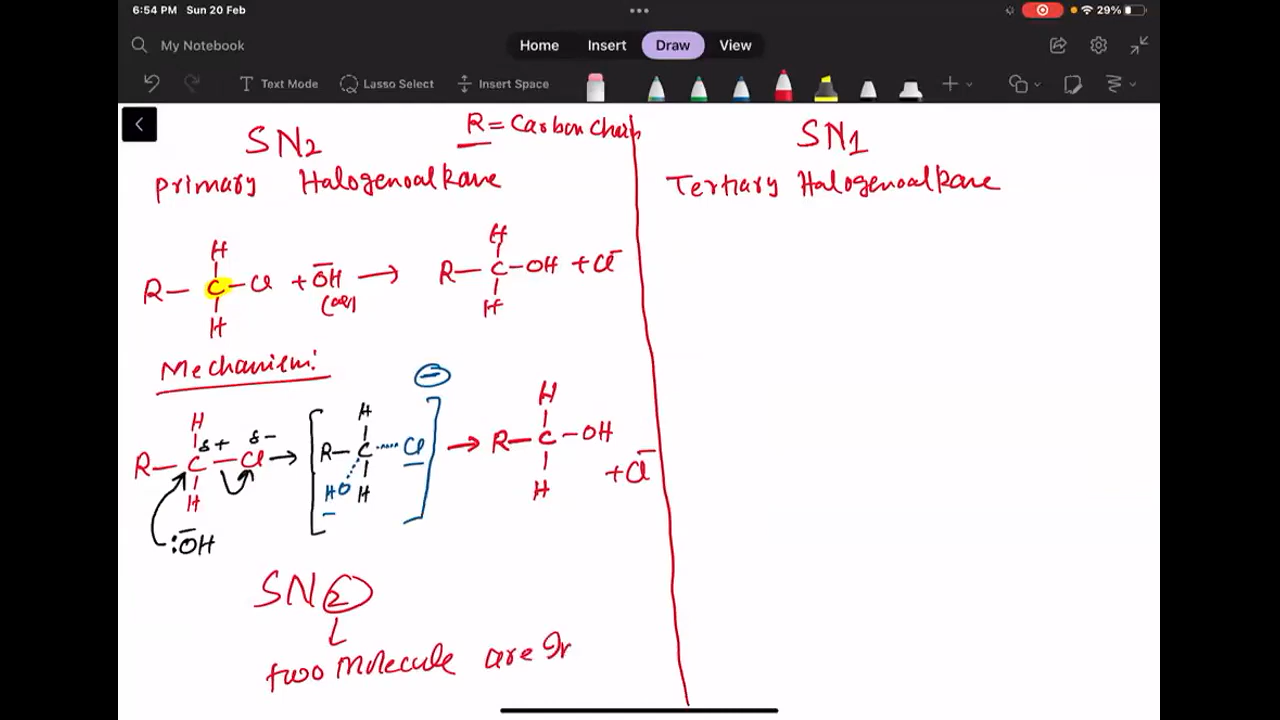 6:54 PM Sun 20 Feb
29%
My Notebook
Home Insert Draw View
Text Mode Lasso Select Insert Space
SN2
R = Carbon Chain
Primary Halogenoalkane
H
R – C – Cl + OH⁻ → R – C – OH + Cl⁻
(aq)
H
H
H
Mechanism:
H H H
R – C δ+ – Cl δ- → [ R – C ····· Cl ] ⊖ → R – C – OH
+ Cl⁻
H HO H H
:OH⁻
SN2
two molecule are In
SN1
Tertiary Halogenoalkane